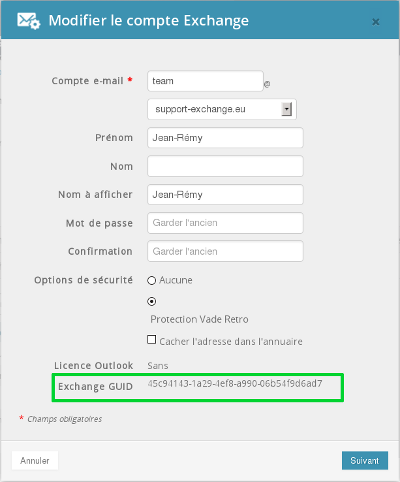 Modifier le compte Exchange ×
Compte e-mail * team @
support-exchange.eu
Prénom Jean-Rémy
Nom
Nom à afficher Jean-Rémy
Mot de passe Garder l'ancien
Confirmation Garder l'ancien
Options de sécurité Aucune
Protection Vade Retro
Cacher l'adresse dans l'annuaire
Licence Outlook Sans
Exchange GUID 45c94143-1a29-4ef8-a990-06b54f9d6ad7
* Champs obligatoires
Annuler Suivant